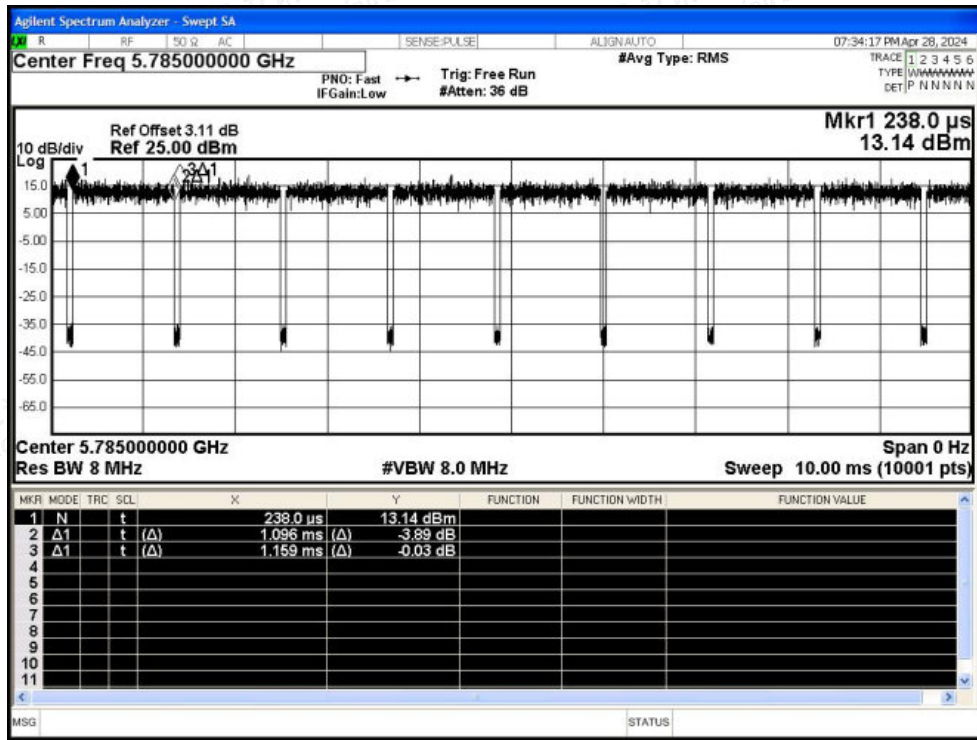 Agilent Spectrum Analyzer - Swept SA
R RF 50 Ω AC SENSE:PULSE ALIGN AUTO 07:34:17 PM Apr 28, 2024
Center Freq 5.785000000 GHz #Avg Type: RMS TRACE 1 2 3 4 5 6
PNO: Fast Trig: Free Run TYPE
IFGain:Low #Atten: 36 dB DET P N N N N N
Mkr1 238.0 µs
Ref Offset 3.11 dB
10 dB/div Ref 25.00 dBm 13.14 dBm
Log
15.0
5.00
-5.00
-15.0
-25.0
-35.0
-45.0
-55.0
-65.0
1
3Δ1
Center 5.785000000 GHz Span 0 Hz
Res BW 8 MHz #VBW 8.0 MHz Sweep 10.00 ms (10001 pts)
MKR MODE TRC SCL X Y FUNCTION FUNCTION WIDTH FUNCTION VALUE
1 N t 238.0 µs 13.14 dBm
2 Δ1 t (Δ) 1.096 ms (Δ) -3.89 dB
3 Δ1 t (Δ) 1.159 ms (Δ) -0.03 dB
4
5
6
7
8
9
10
11
MSG STATUS